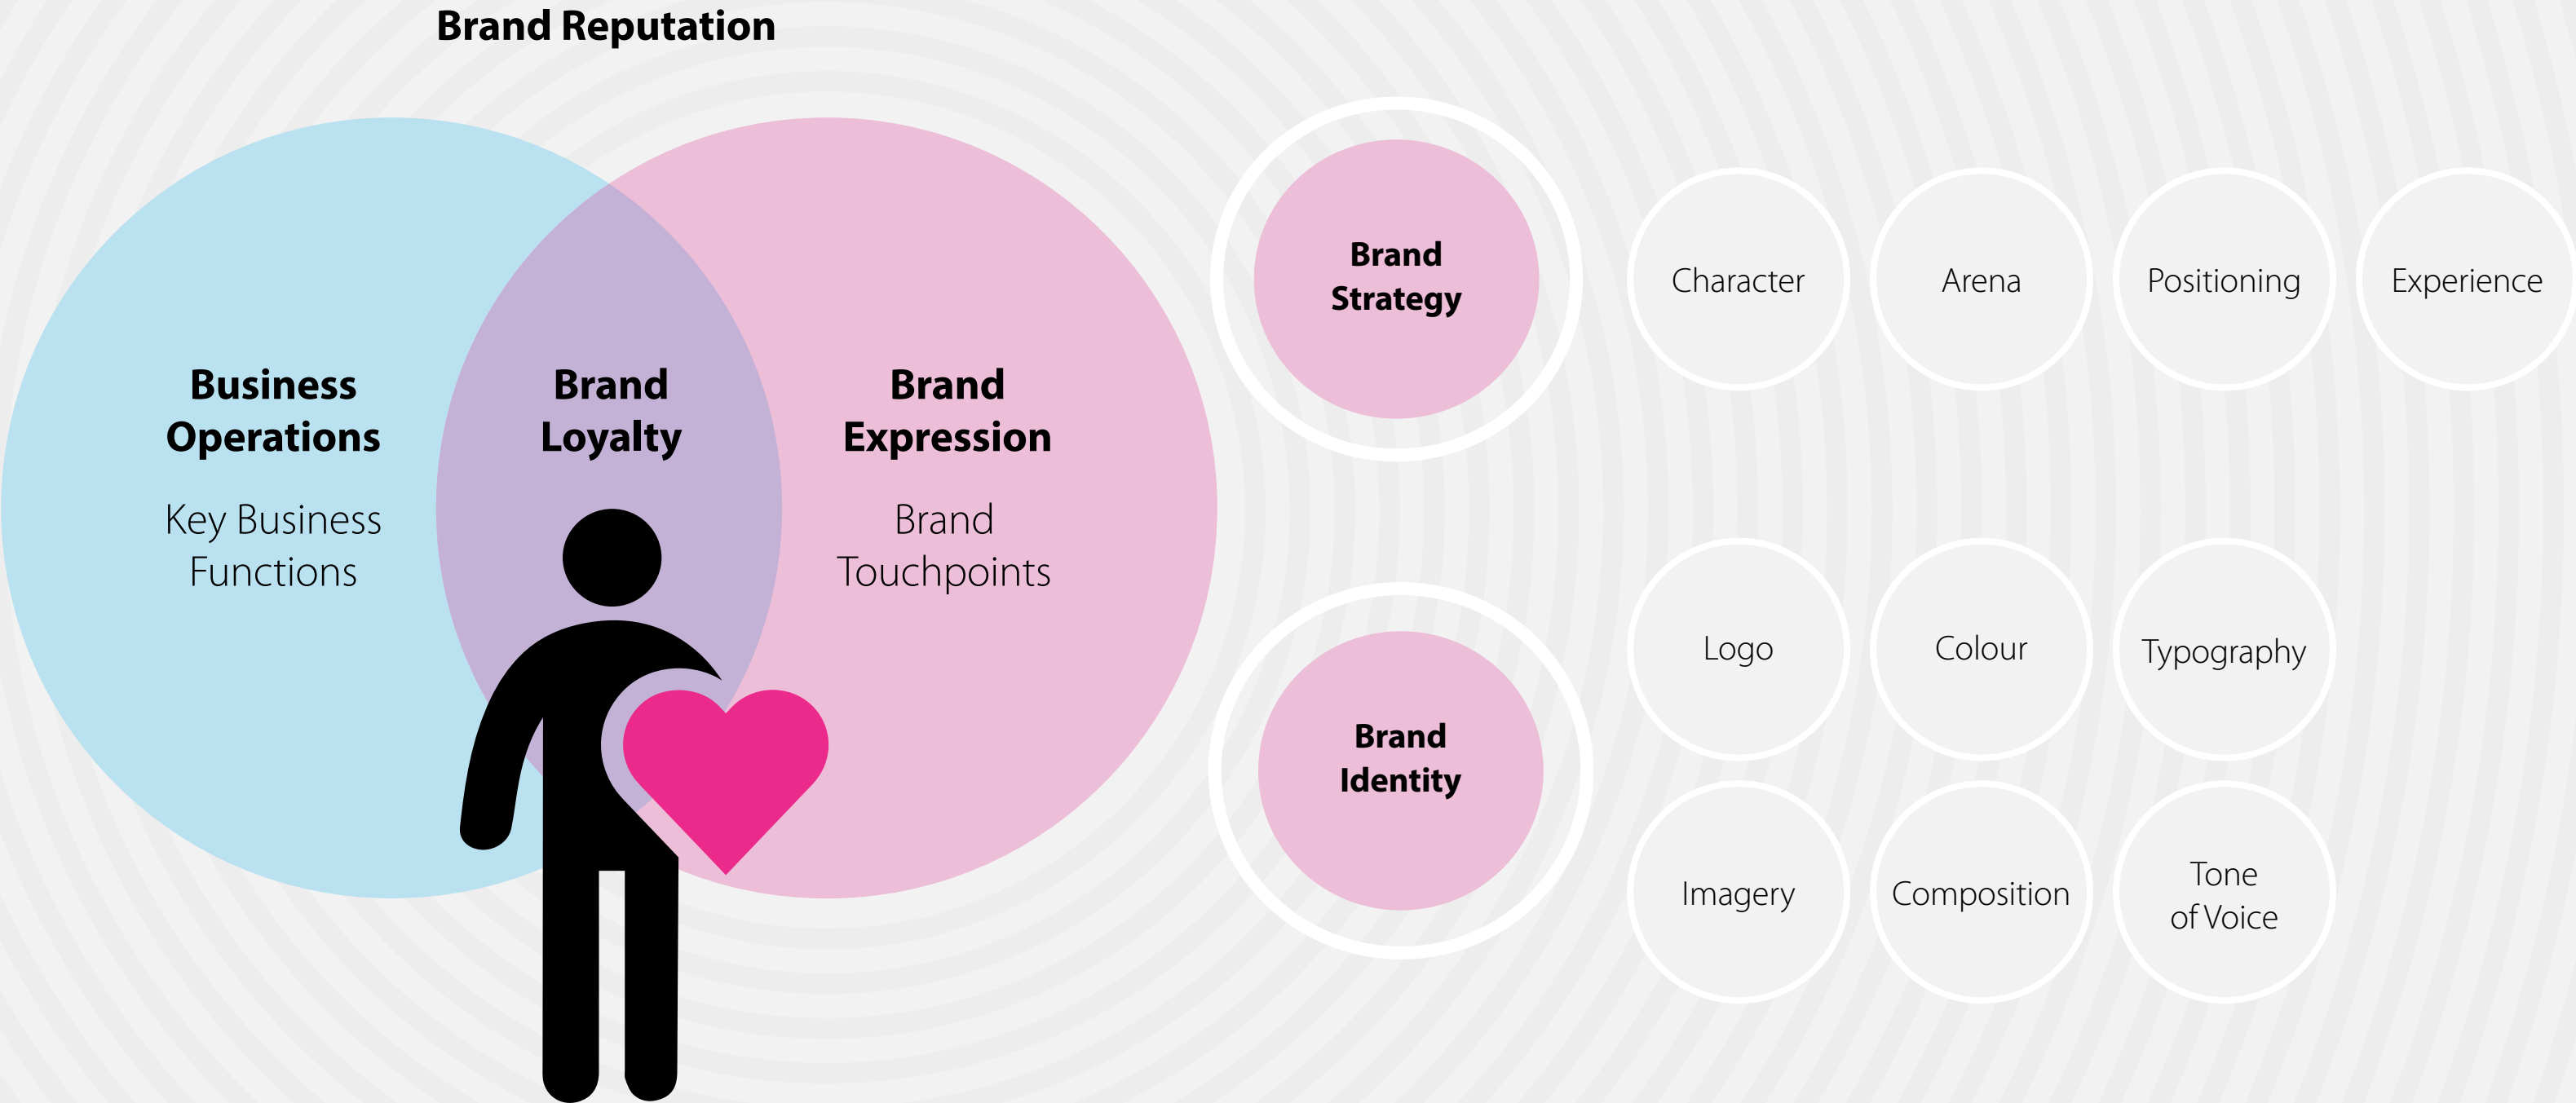 Brand Reputation
Business
Operations
Key Business
Functions
Brand
Loyalty
Brand
Expression
Brand
Touchpoints
Brand
Strategy
Character
Arena
Positioning
Experience
Brand
Identity
Logo
Colour
Typography
Imagery
Composition
Tone
of Voice